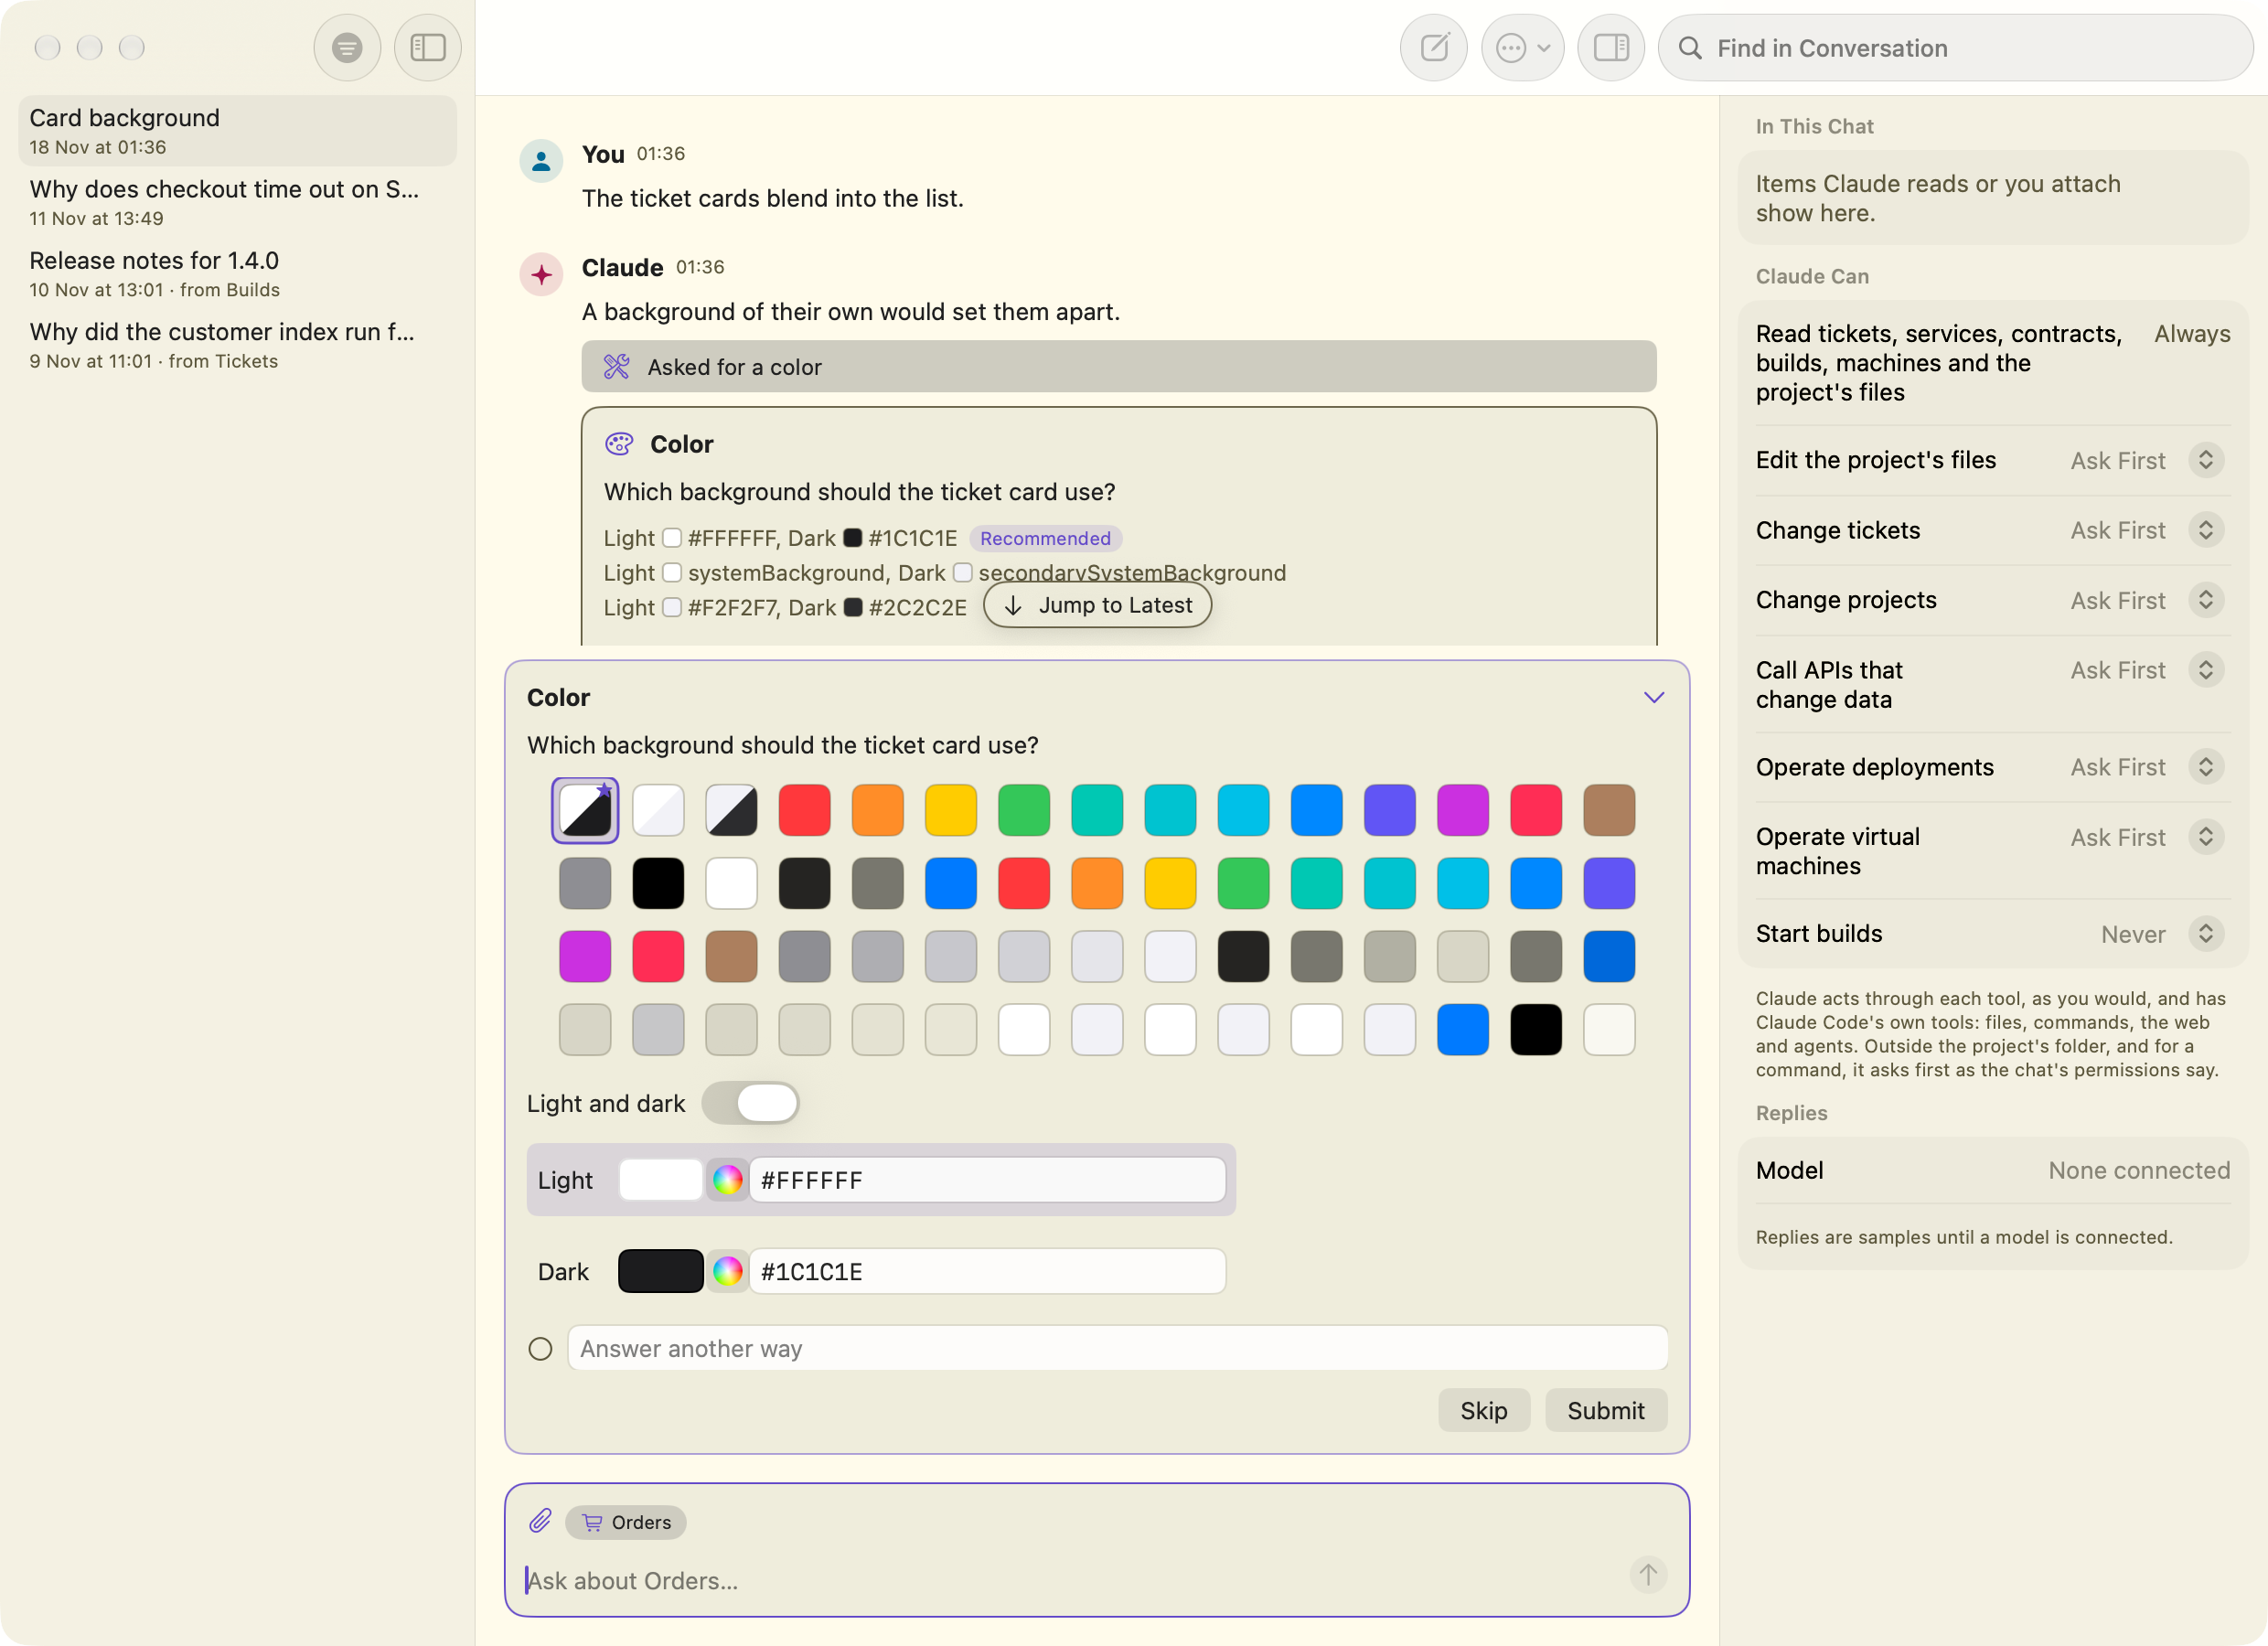 Find in Conversation
Card background
18 Nov at 01:36
Why does checkout time out on S...
11 Nov at 13:49
Release notes for 1.4.0
10 Nov at 13:01 · from Builds
Why did the customer index run f...
9 Nov at 11:01 · from Tickets
You 01:36
The ticket cards blend into the list.
Claude 01:36
A background of their own would set them apart.
Asked for a color
Color
Which background should the ticket card use?
Light #FFFFFF, Dark #1C1C1E Recommended
Light systemBackground, Dark secondarySystemBackground
Light #F2F2F7, Dark #2C2C2E
Jump to Latest
Color
Which background should the ticket card use?
Light and dark
Light #FFFFFF
Dark #1C1C1E
Answer another way
Skip Submit
Orders
Ask about Orders...
In This Chat
Items Claude reads or you attach
show here.
Claude Can
Read tickets, services, contracts, Always
builds, machines and the
project's files
Edit the project's files Ask First
Change tickets Ask First
Change projects Ask First
Call APIs that Ask First
change data
Operate deployments Ask First
Operate virtual Ask First
machines
Start builds Never
Claude acts through each tool, as you would, and has
Claude Code's own tools: files, commands, the web
and agents. Outside the project's folder, and for a
command, it asks first as the chat's permissions say.
Replies
Model None connected
Replies are samples until a model is connected.